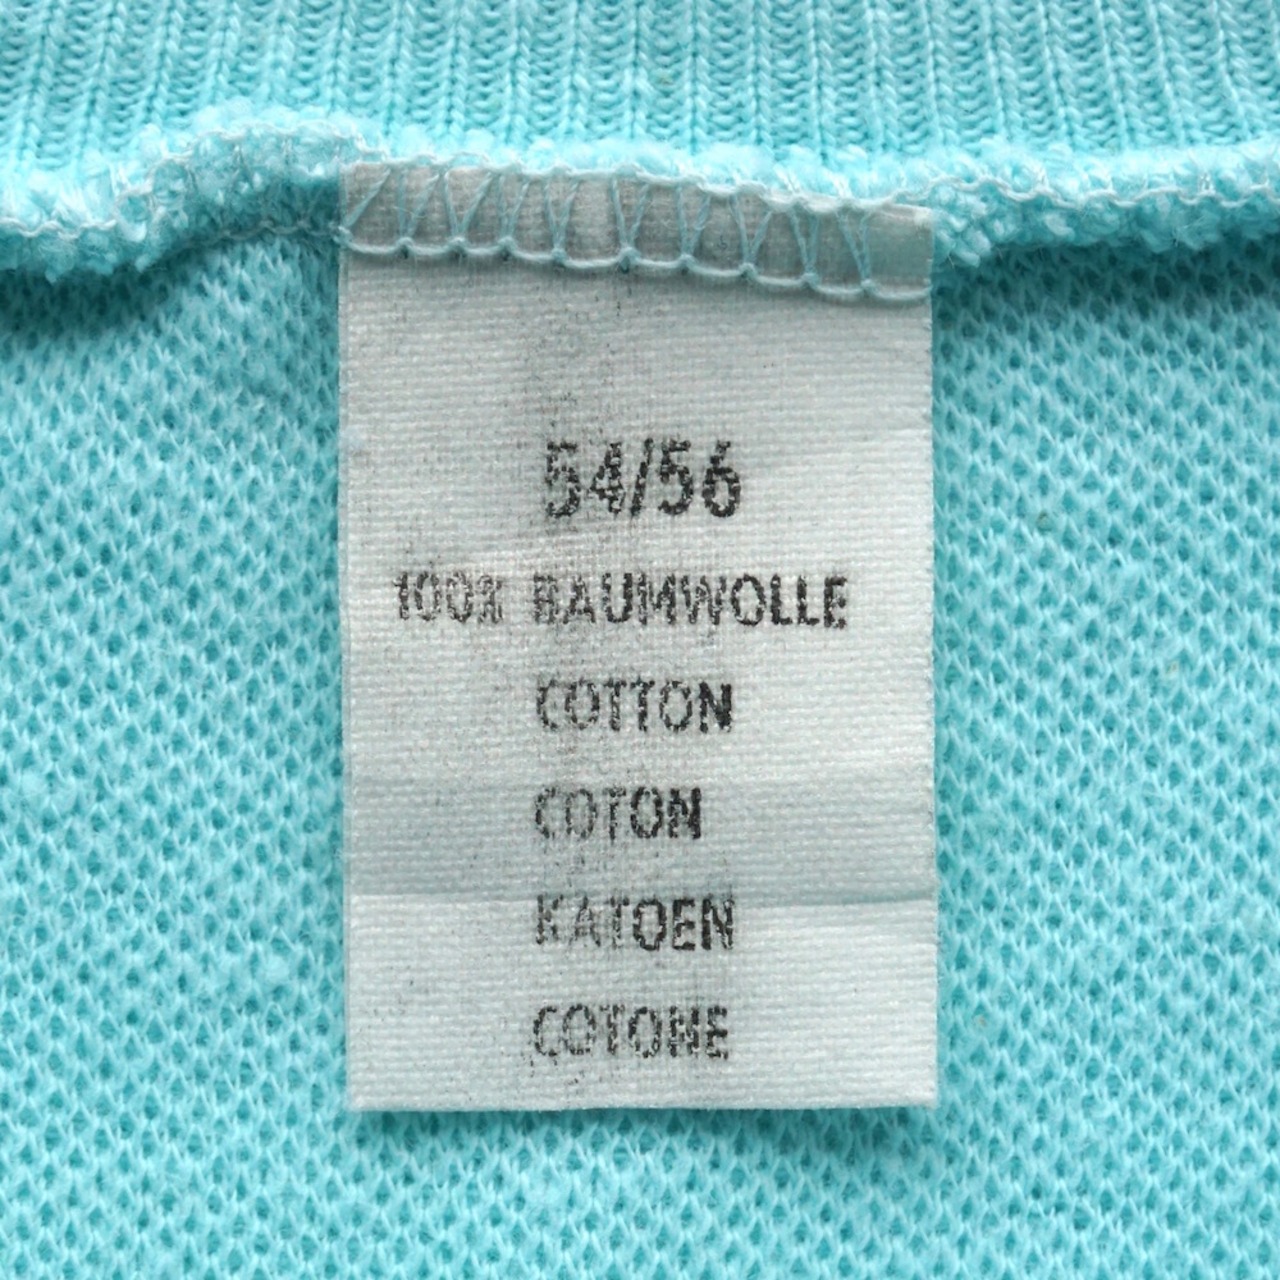 54/56
100% BAUMWOLLE
COTTON
COTON
KATOEN
COTONE